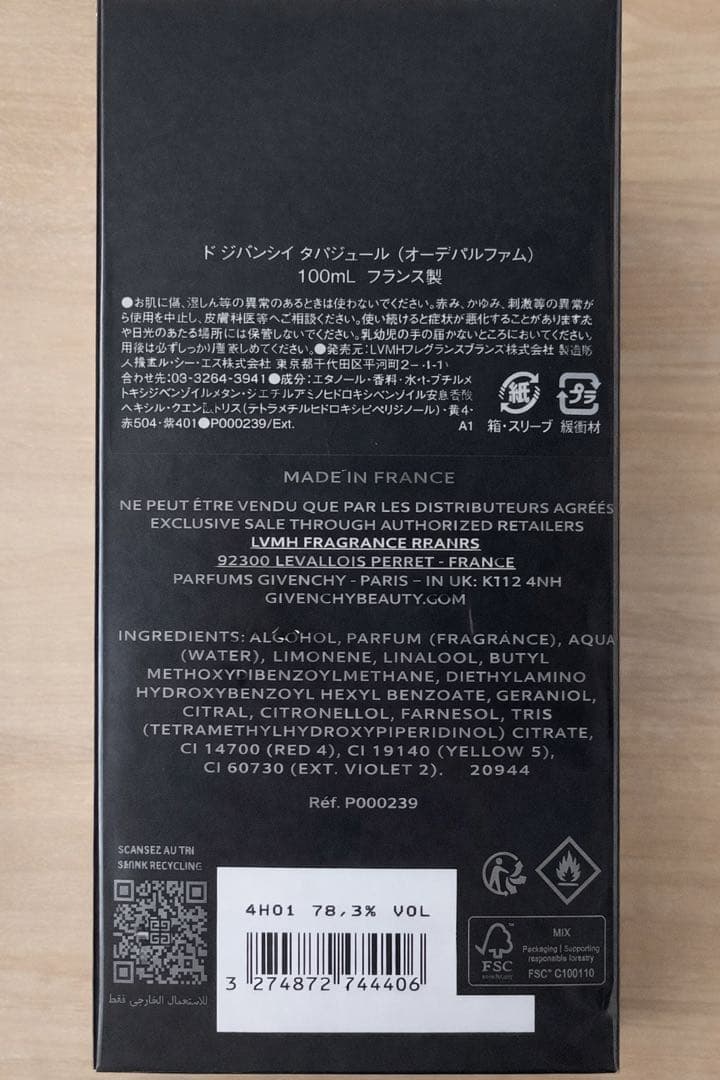 ド ジバンシイ タバジュール（オーデパルファム）
100mL フランス製
●お肌に傷、湿しん等の異常のあるときは使わないでください。赤み、かゆみ、刺激等の異常が
ら使用を中止し、皮膚科医等へご相談ください。使い続けると症状が悪化することがありますた
や日光のあたる場所には保管しないでください。乳幼児の手の届かないところにおいてください。
用後は必ずしっかり しめてください。●発売元:LVMHフレグランスブランズ株式会社
ル・シー・エス株式会社 東京都千代田区平河町2－
合わせ先:03-3264-3941●成分:エタノール・香料・水・t-ブチルメ
トキシジベンゾイルメタン・ジエチルアミノヒドロキシベンゾイル安息香酸
ヘキシル・クエン トリス(テトラメチルヒドロキシピペリジノール)・黄4・
赤504・紫401●P000239/Ext.
A1
紙
箱・スリーブ
プラ
緩衝材
MADE IN FRANCE
NE PEUT ÊTRE VENDU QUE PAR LES DISTRIBUTEURS AGRÉÉS
EXCLUSIVE SALE THROUGH AUTHORIZED RETAILERS
LVMH FRAGRANCE RRANRS
92300 LEVALLOIS PERRET - FRANCE
PARFUMS GIVENCHY - PARIS – IN UK: K112 4NH
GIVENCHYBEAUTY.COM
INGREDIENTS: ALCOHOL, PARFUM (FRAGRANCE), AQUA
(WATER), LIMONENE, LINALOOL, BUTYL
METHOXYDIBENZOYLMETHANE, DIETHYLAMINO
HYDROXYBENZOYL HEXYL BENZOATE, GERANIOL,
CITRAL, CITRONELLOL, FARNESOL, TRIS
(TETRAMETHYLHYDROXYPIPERIDINOL) CITRATE,
CI 14700 (RED 4), CI 19140 (YELLOW 5),
CI 60730 (EXT. VIOLET 2). 20944
Réf. P000239
SCANSEZ AU TRI
RECYCLING
للاستعمال الخارجي فقط
4H01 78,3% VOL
3 274872 744406
FSC
MIX
Packaging | Supporting
responsible forestry
FSC® C100110